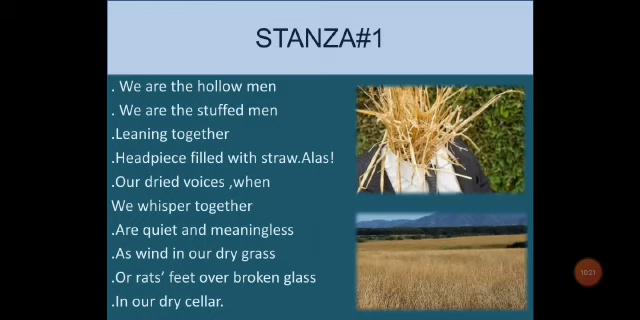 STANZA#1
. We are the hollow men
. We are the stuffed men
.Leaning together
.Headpiece filled with straw.Alas!
.Our dried voices ,when
We whisper together
.Are quiet and meaningless
.As wind in our dry grass
.Or rats' feet over broken glass
.In our dry cellar.
10:21